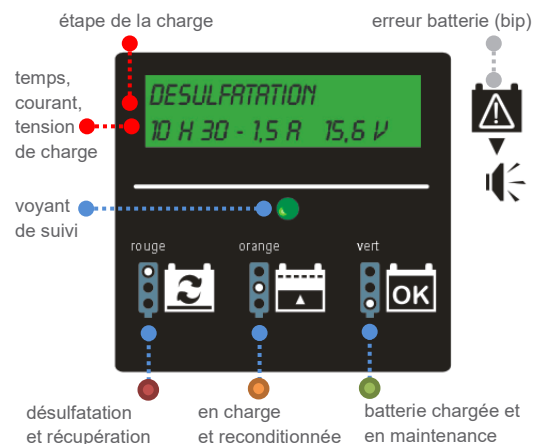 étape de la charge
erreur batterie (bip)
temps,
courant,
tension
de charge
DESULFATATION
10 H 30 - 1,5 A 15,6 V
voyant
de suivi
rouge
orange
vert
OK
désulfatation
et récupération
en charge
et reconditionnée
batterie chargée et
en maintenance